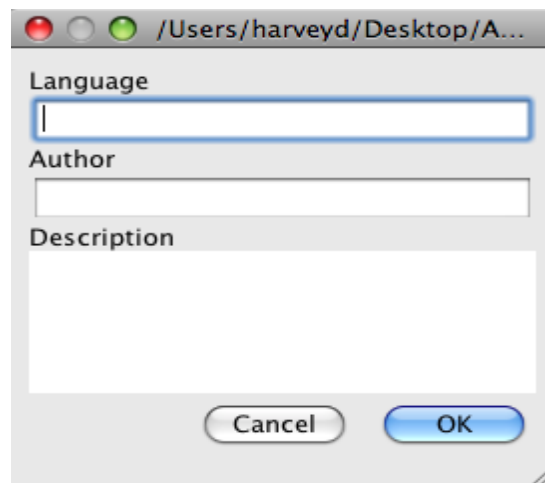 /Users/harveyd/Desktop/A...
Language
Author
Description
Cancel
OK